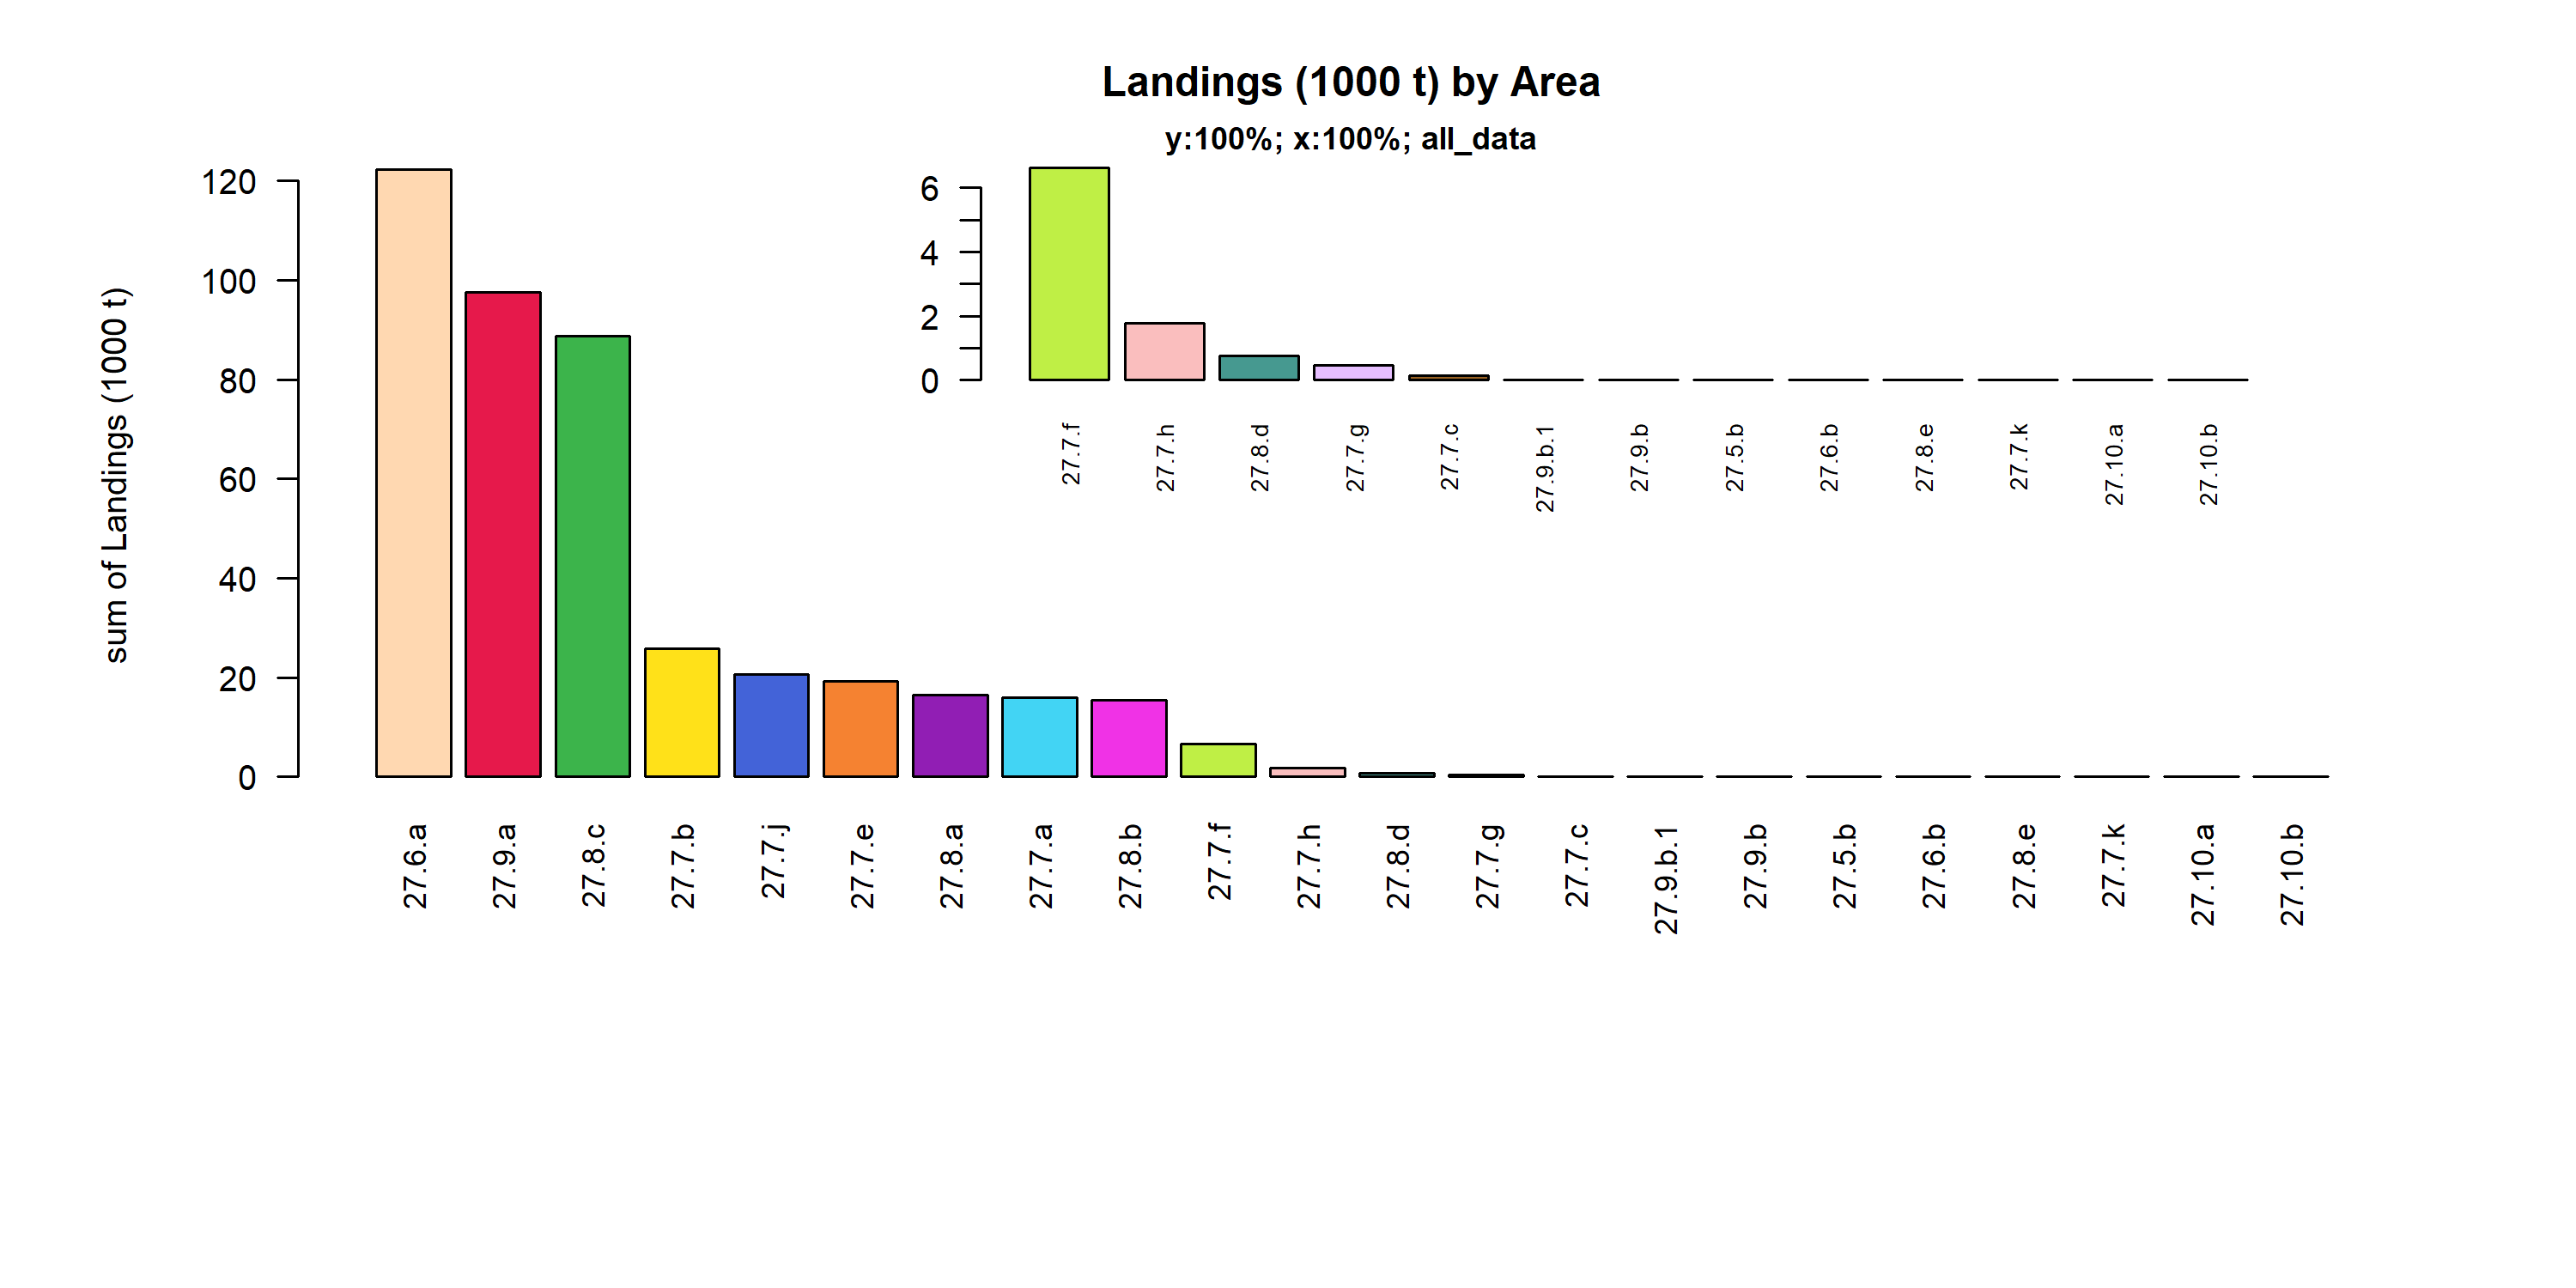 Landings (1000 t) by Area
y:100%; x:100%; all_data
sum of Landings (1000 t)
120
100
80
60
40
20
0
6
4
2
0
27.7.f
27.7.h
27.8.d
27.7.g
27.7.c
27.9.b.1
27.9.b
27.5.b
27.6.b
27.8.e
27.7.k
27.10.a
27.10.b
27.6.a
27.9.a
27.8.c
27.7.b
27.7.j
27.7.e
27.8.a
27.7.a
27.8.b
27.7.f
27.7.h
27.8.d
27.7.g
27.7.c
27.9.b.1
27.9.b
27.5.b
27.6.b
27.8.e
27.7.k
27.10.a
27.10.b